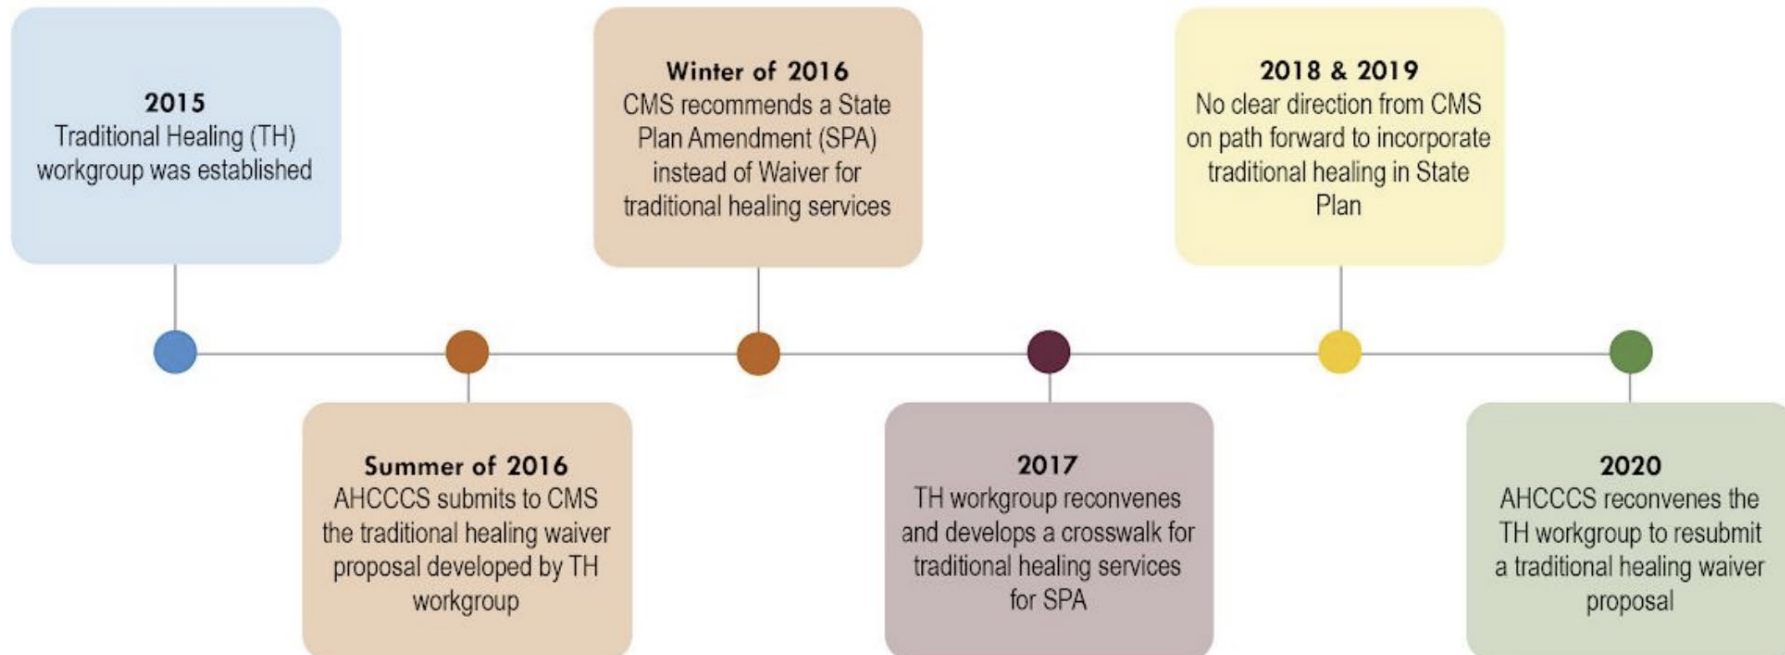 2015
Traditional Healing (TH)
workgroup was established
Summer of 2016
AHCCCS submits to CMS
the traditional healing waiver
proposal developed by TH
workgroup
Winter of 2016
CMS recommends a State
Plan Amendment (SPA)
instead of Waiver for
traditional healing services
2017
TH workgroup reconvenes
and develops a crosswalk for
traditional healing services
for SPA
2018 & 2019
No clear direction from CMS
on path forward to incorporate
traditional healing in State
Plan
2020
AHCCCS reconvenes the
TH workgroup to resubmit
a traditional healing waiver
proposal